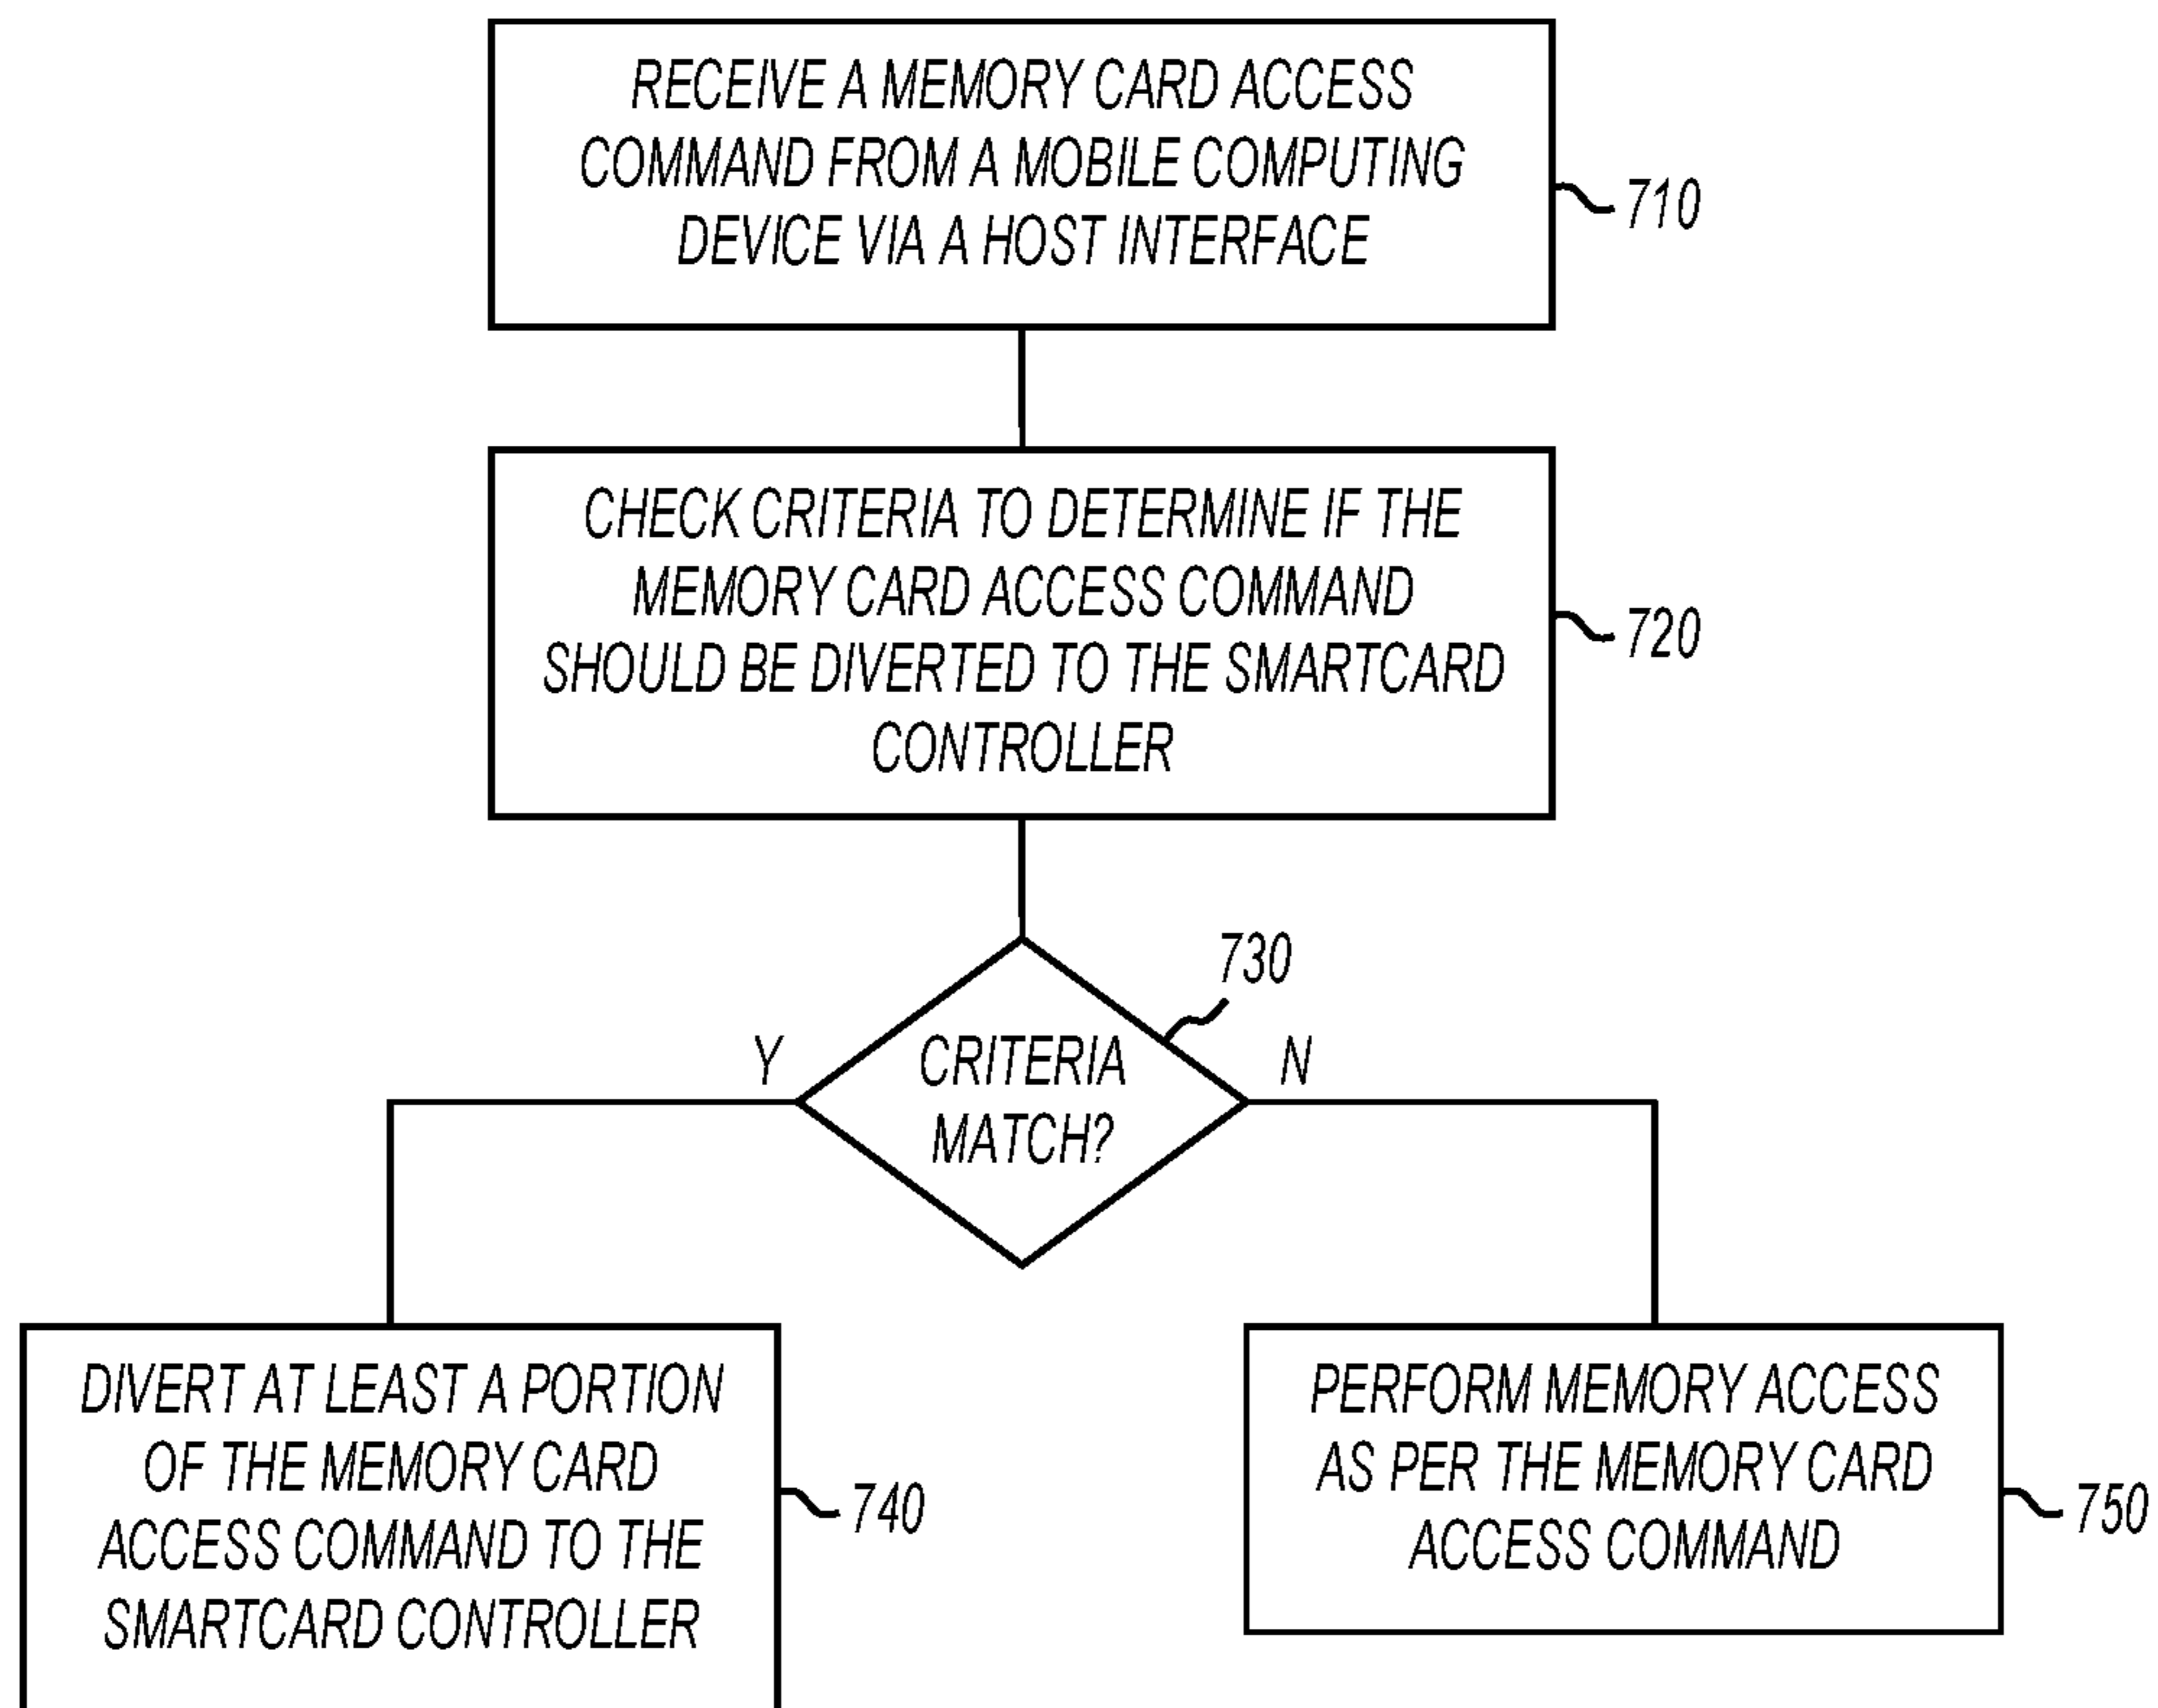 RECEIVE A MEMORY CARD ACCESS
COMMAND FROM A MOBILE COMPUTING
DEVICE VIA A HOST INTERFACE
710
CHECK CRITERIA TO DETERMINE IF THE
MEMORY CARD ACCESS COMMAND
SHOULD BE DIVERTED TO THE SMARTCARD
CONTROLLER
720
730
Y
CRITERIA
MATCH?
N
DIVERT AT LEAST A PORTION
OF THE MEMORY CARD
ACCESS COMMAND TO THE
SMARTCARD CONTROLLER
740
PERFORM MEMORY ACCESS
AS PER THE MEMORY CARD
ACCESS COMMAND
750